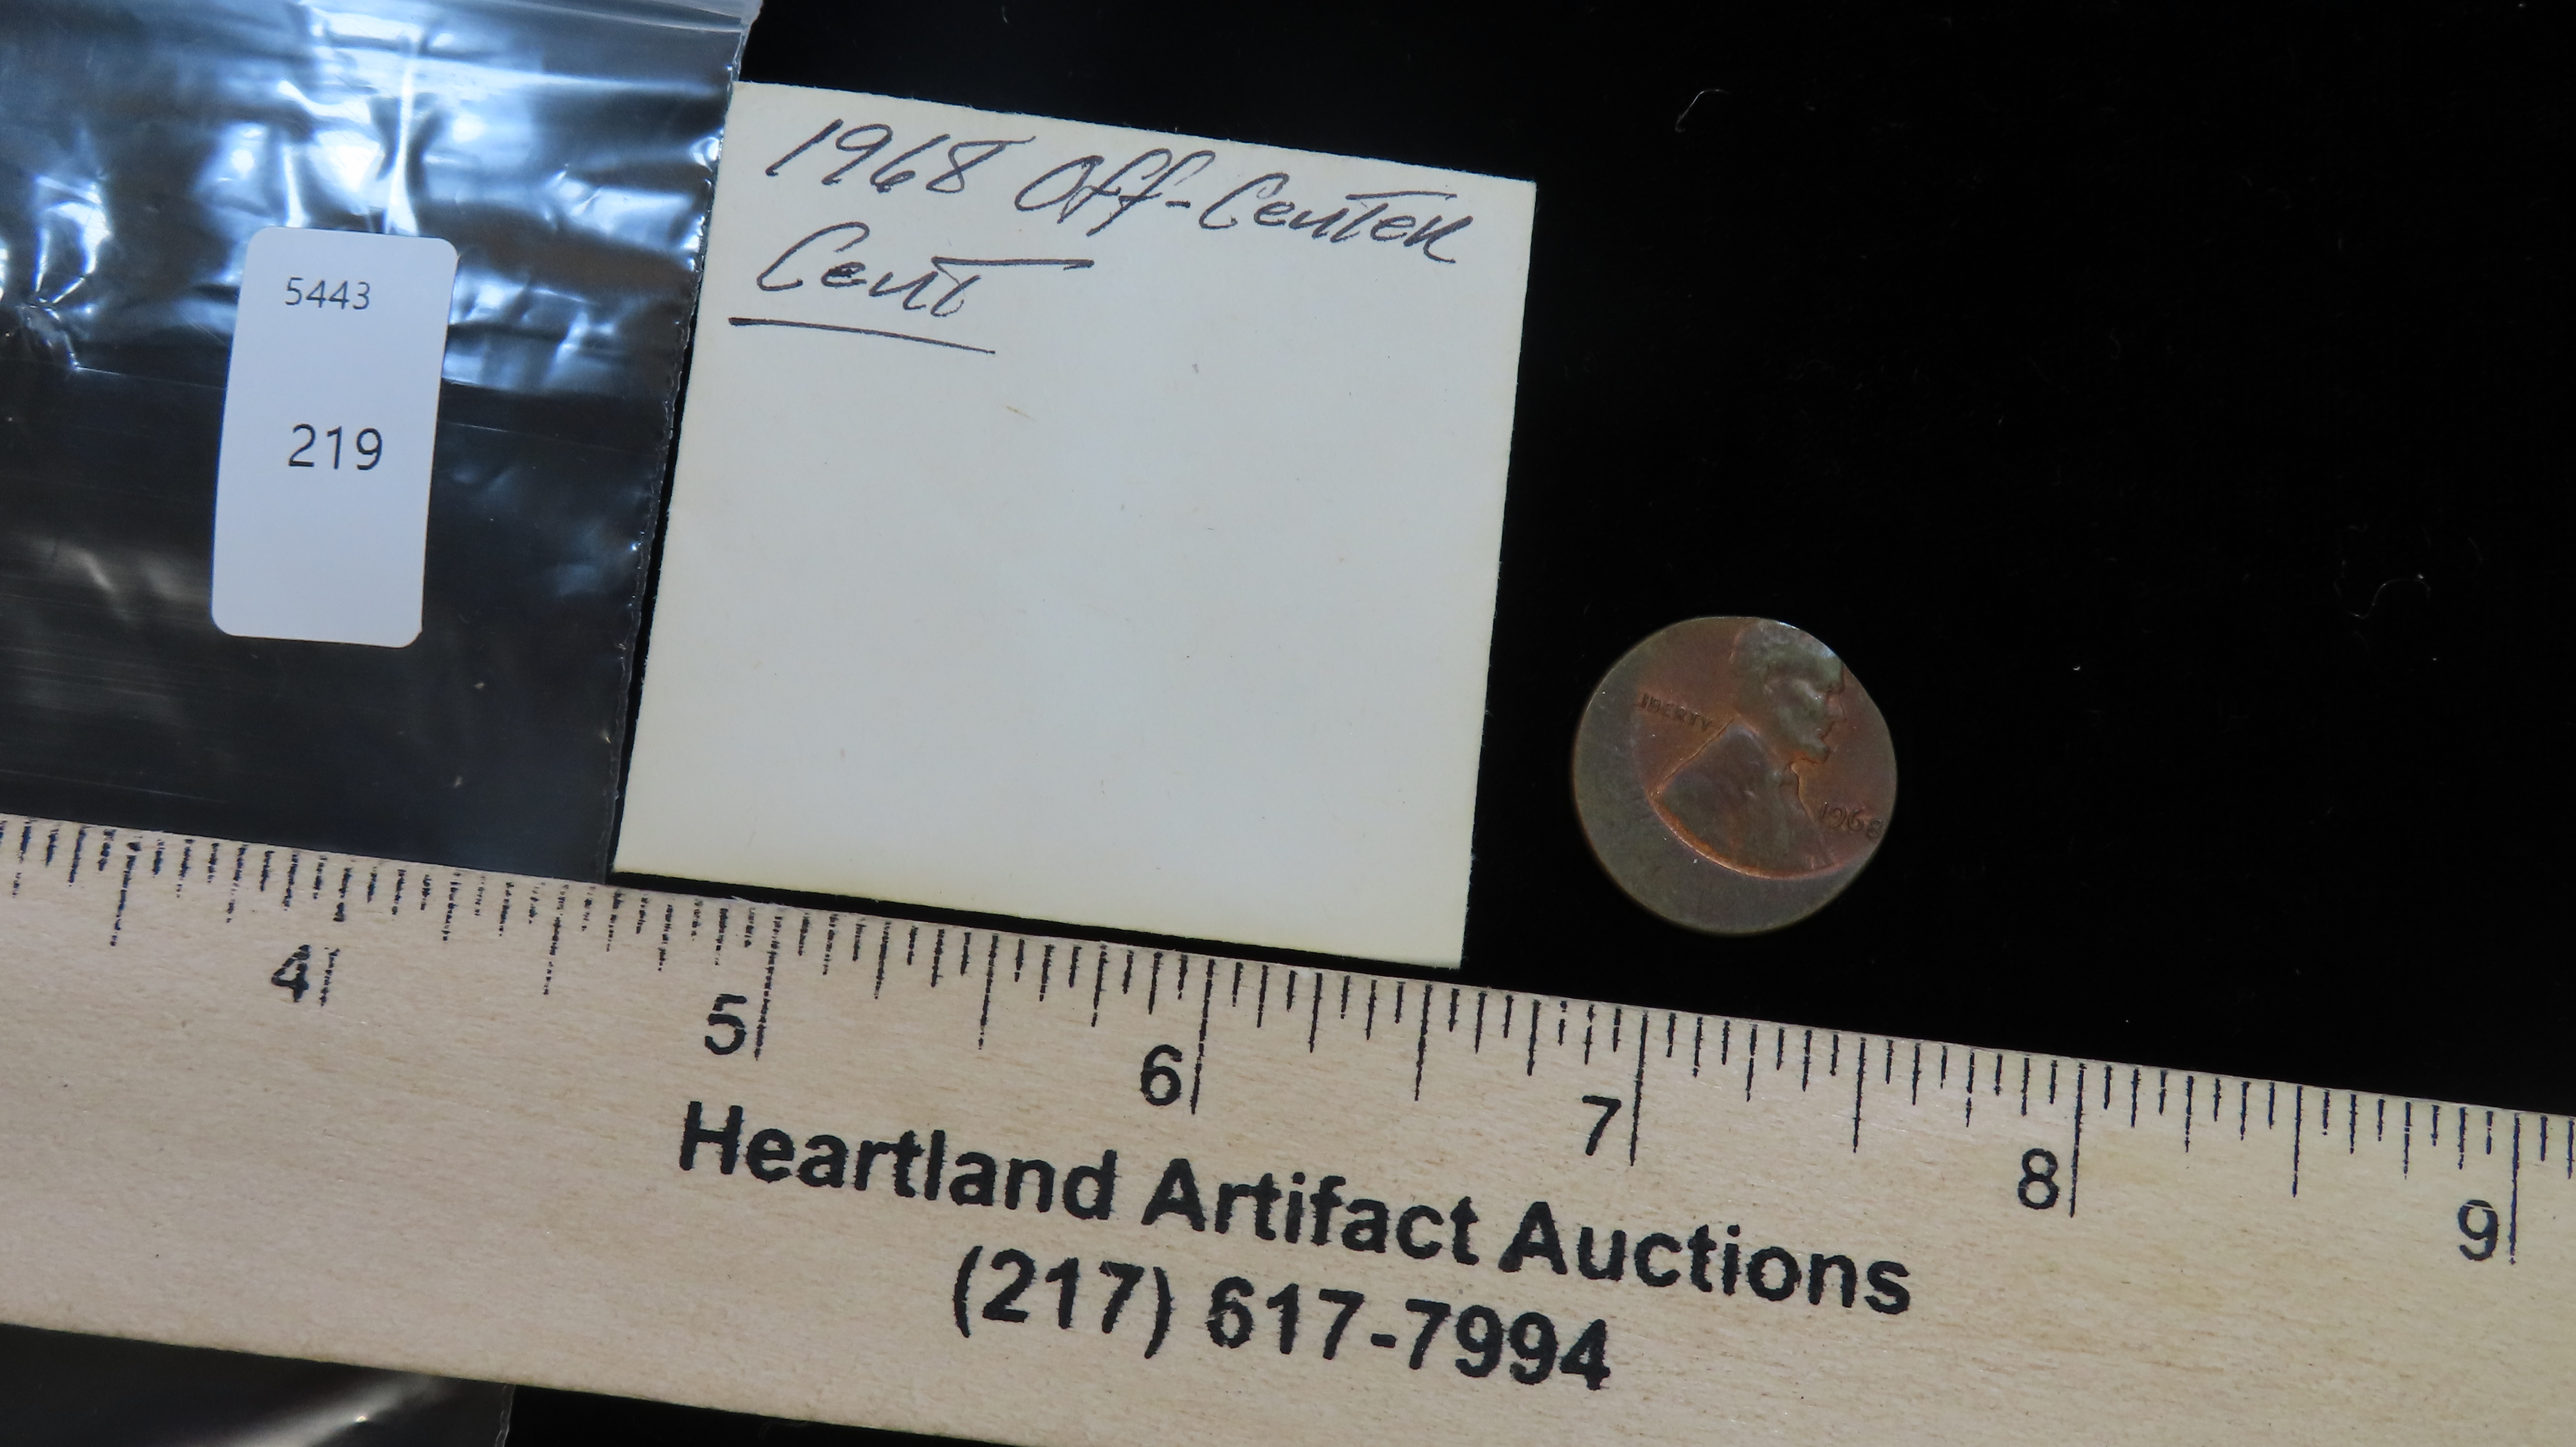 1968 Off-Center
Cent
5443
219
IBERTY
1968
4
5
6
7
8
9
Heartland Artifact Auctions
(217) 617-7994